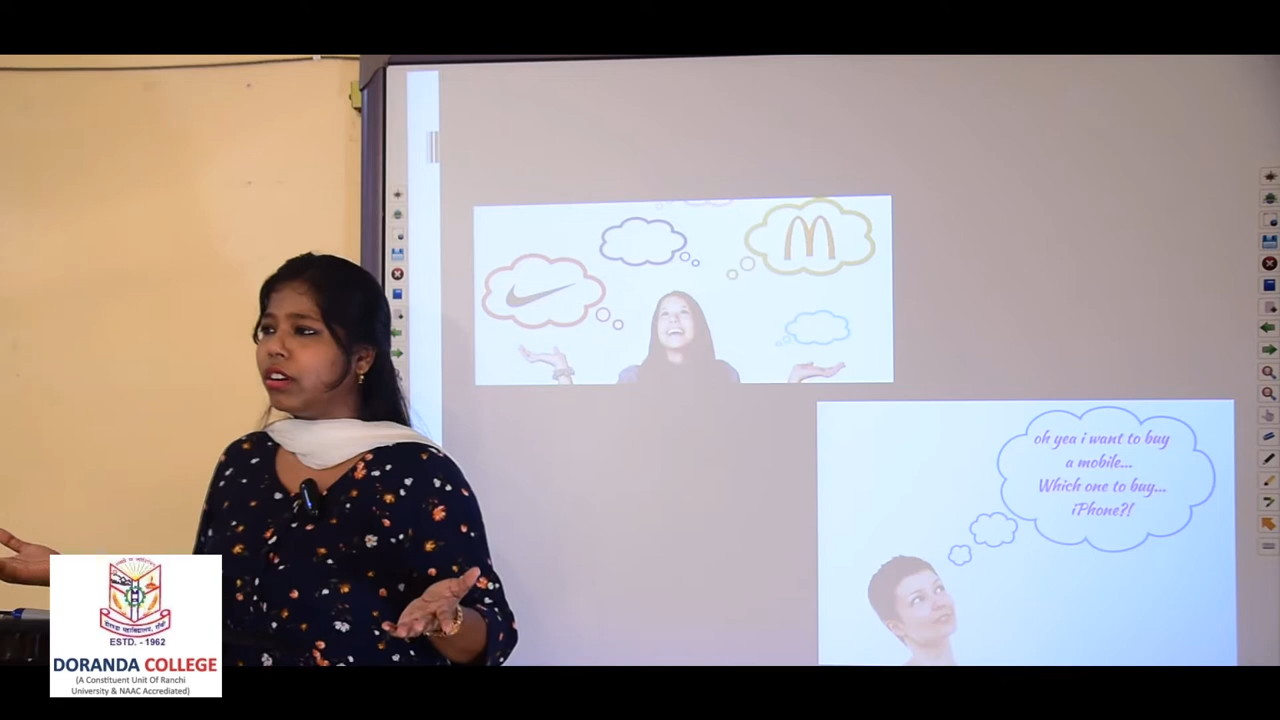 oh yea i want to buy
a mobile...
Which one to buy...
iPhone?!
ESTD. - 1962
DORANDA COLLEGE
(A Constituent Unit Of Ranchi
University & NAAC Accredited)